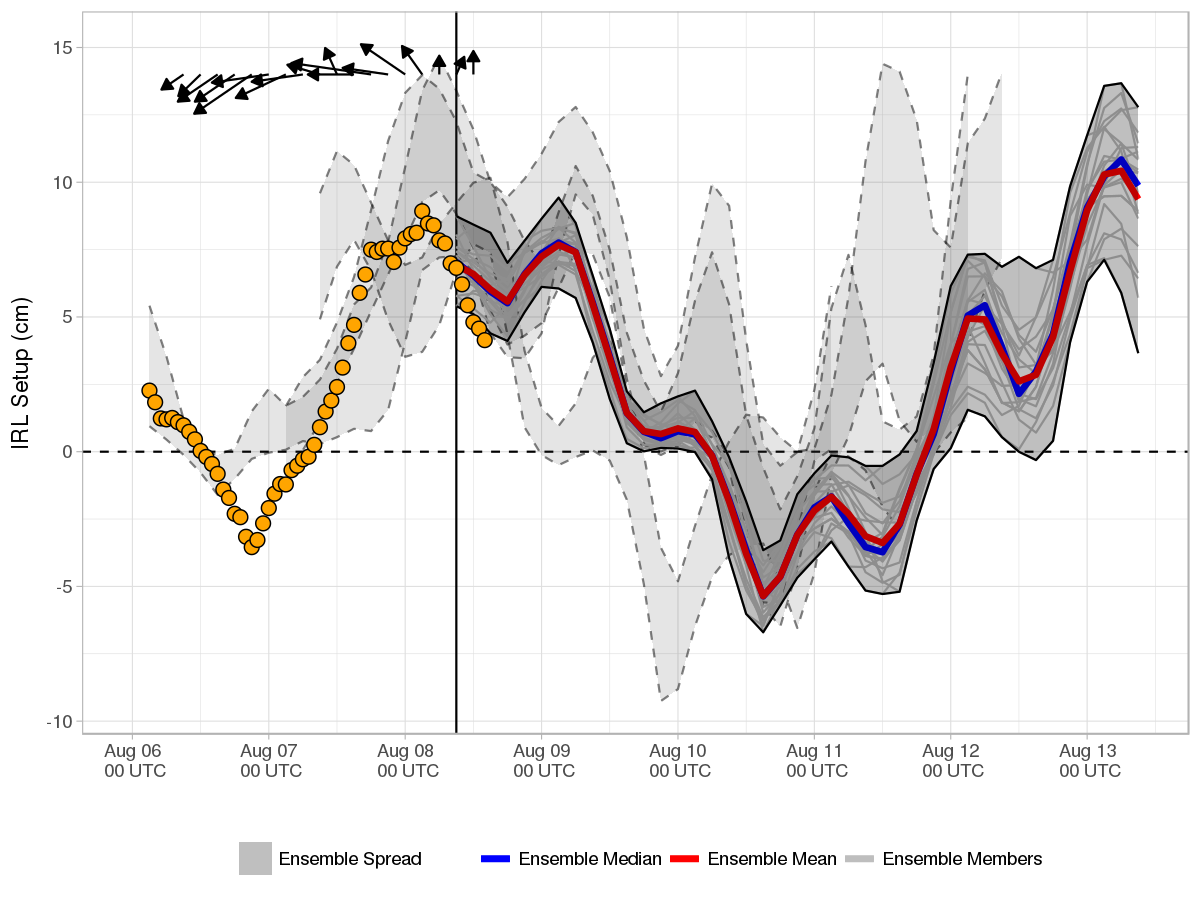 IRL Setup (cm)
15
10
5
0
-5
-10
Aug 06 Aug 07 Aug 08 Aug 09 Aug 10 Aug 11 Aug 12 Aug 13
00 UTC 00 UTC 00 UTC 00 UTC 00 UTC 00 UTC 00 UTC 00 UTC
Ensemble Spread Ensemble Median Ensemble Mean Ensemble Members